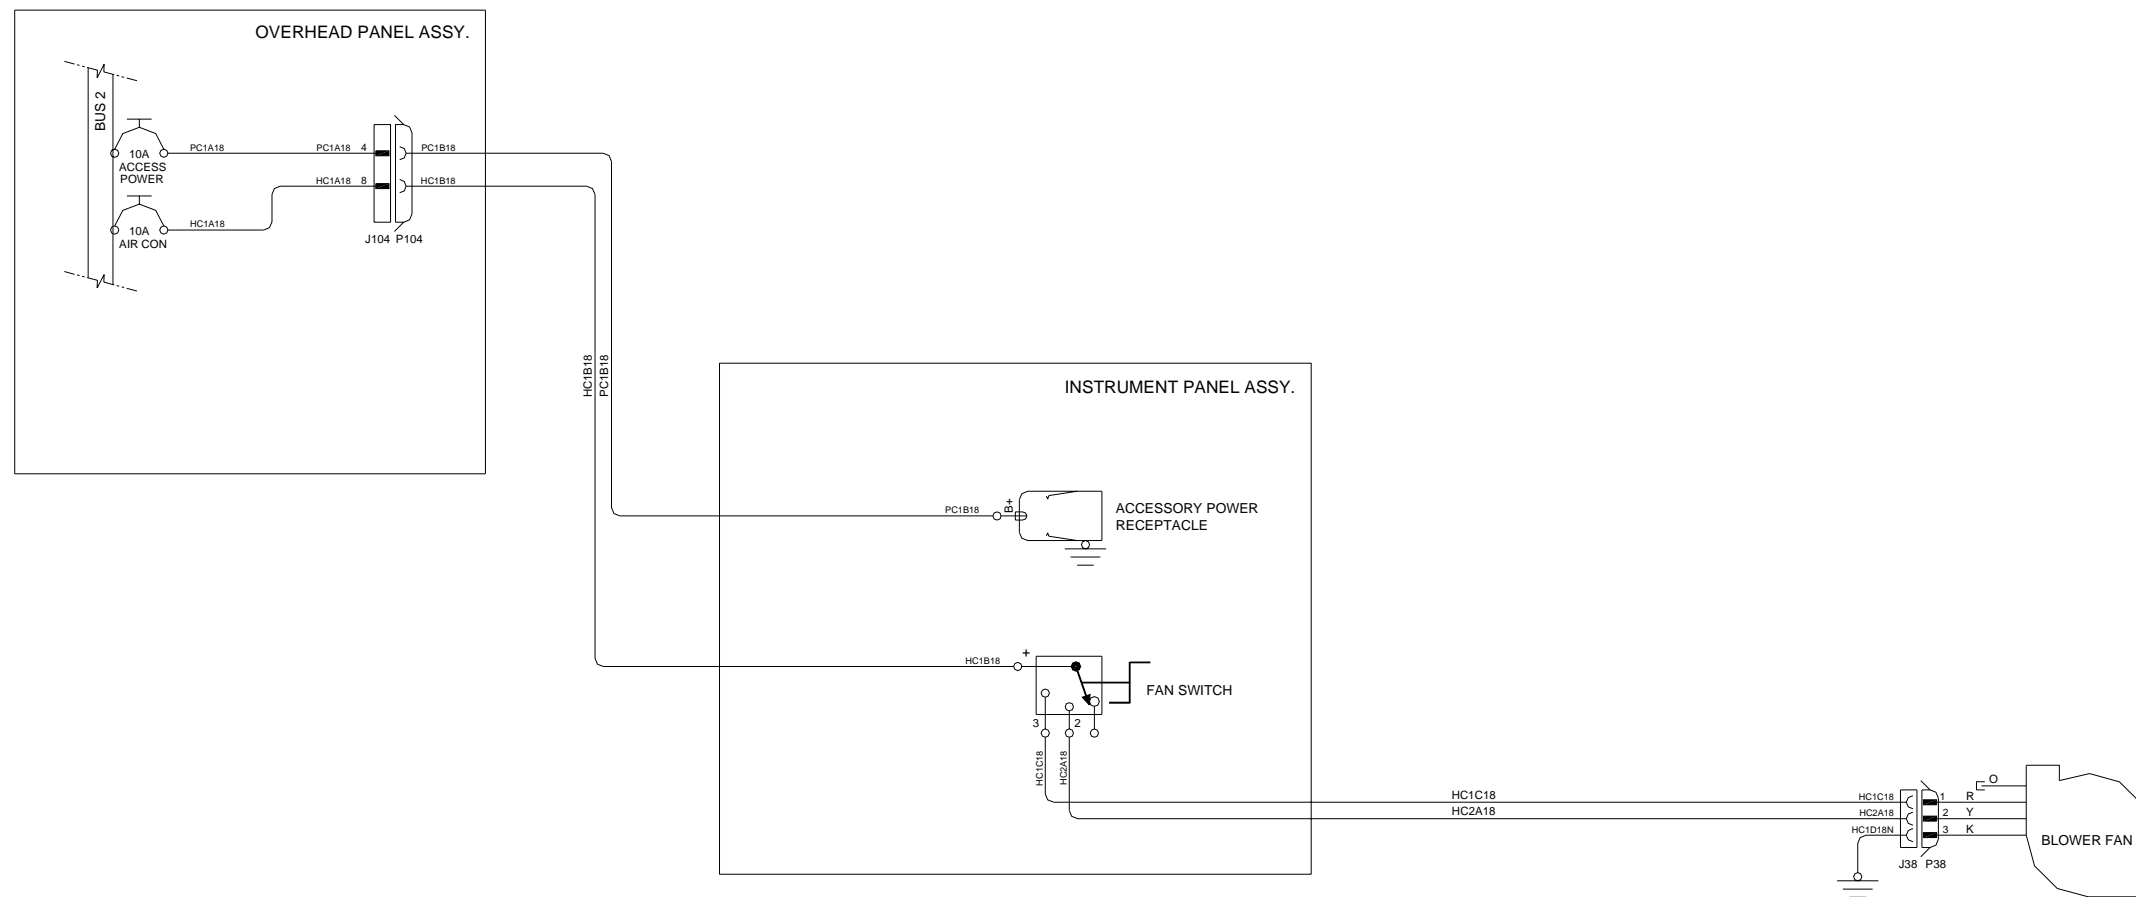 OVERHEAD PANEL ASSY.
BUS 2
10A
ACCESS
POWER
PC1A18
PC1A18
4
PC1B18
HC1A18
8
HC1B18
10A
AIR CON
HC1A18
J104
P104
HC1B18
PC1B18
INSTRUMENT PANEL ASSY.
PC1B18
B+
ACCESSORY POWER
RECEPTACLE
HC1B18
+
FAN SWITCH
3
2
HC1C18
HC2A18
HC1C18
HC2A18
HC1C18
1
R
O
HC2A18
2
Y
HC1D18N
3
K
BLOWER FAN
J38
P38